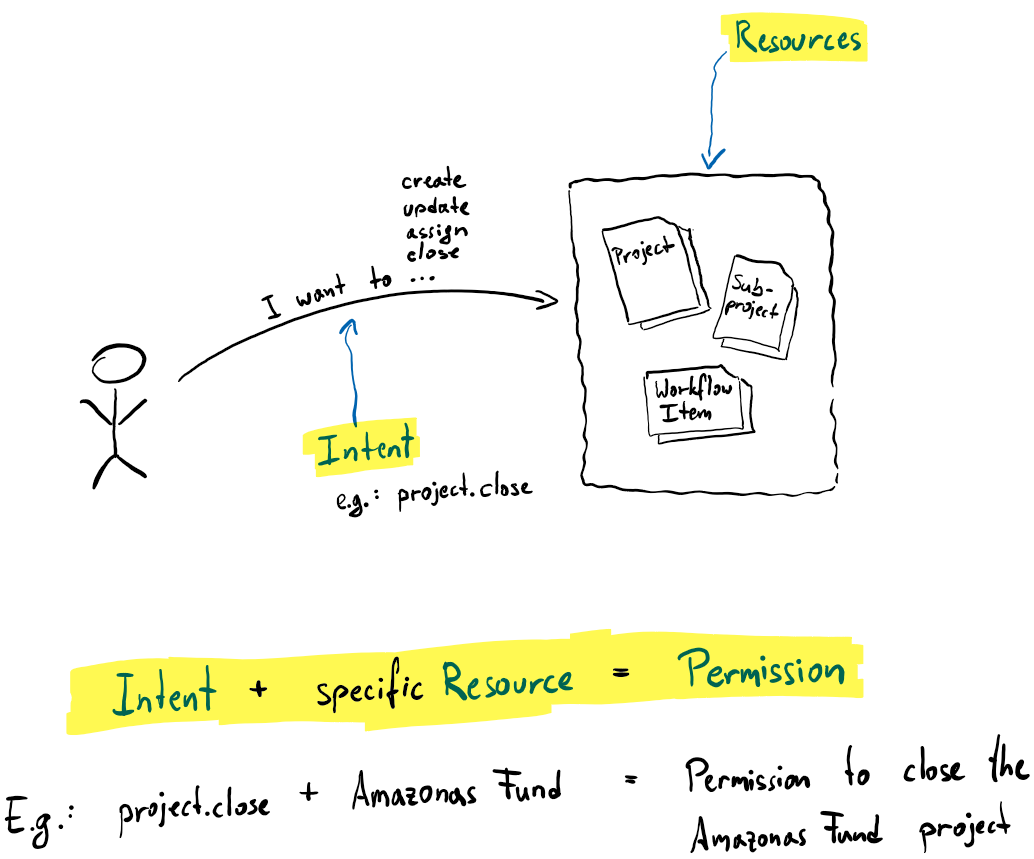 Resources
create
update
assign
close
I want to ...
Project
Sub-
project
Workflow
Item
Intent
e.g.: project.close
Intent + specific Resource = Permission
E.g.: project.close + Amazonas Fund = Permission to close the
Amazonas Fund project